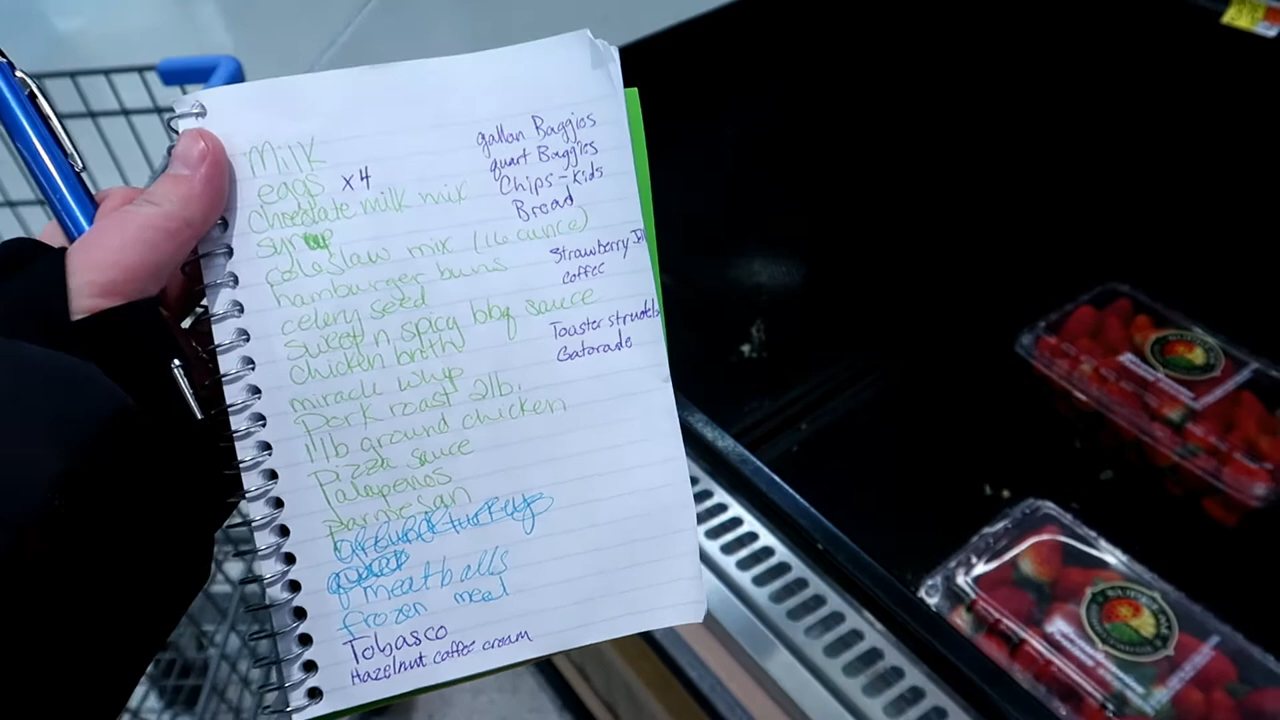 Milk
eggs x4
chocolate milk mix
syrup
coleslaw mix (16 ounce)
hamburger buns
celery seed
sweet n spicy bbq sauce
chicken broth
miracle whip
Pork roast 2lb.
1lb ground chicken
Pizza sauce
Jalapenos
Parmesan
ground turkey
meatballs
frozen meal
Tobasco
Hazelnut coffee cream
gallon Baggies
quart Baggies
Chips-Kids
Bread
Strawberry
coffee
Toaster strudels
Gatorade